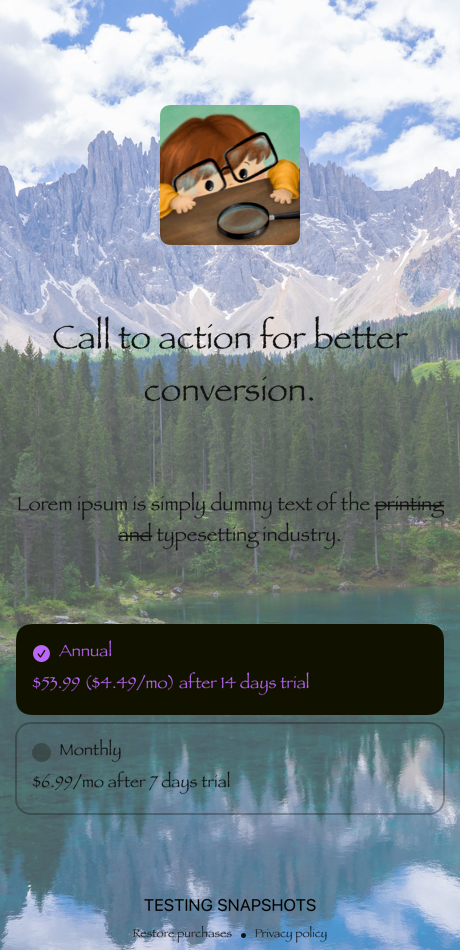 Call to action for better
conversion.
Lorem ipsum is simply dummy text of the printing
and typesetting industry.
Annual
$53.99 ($4.49/mo) after 14 days trial
Monthly
$6.99/mo after 7 days trial
TESTING SNAPSHOTS
Restore purchases • Privacy policy